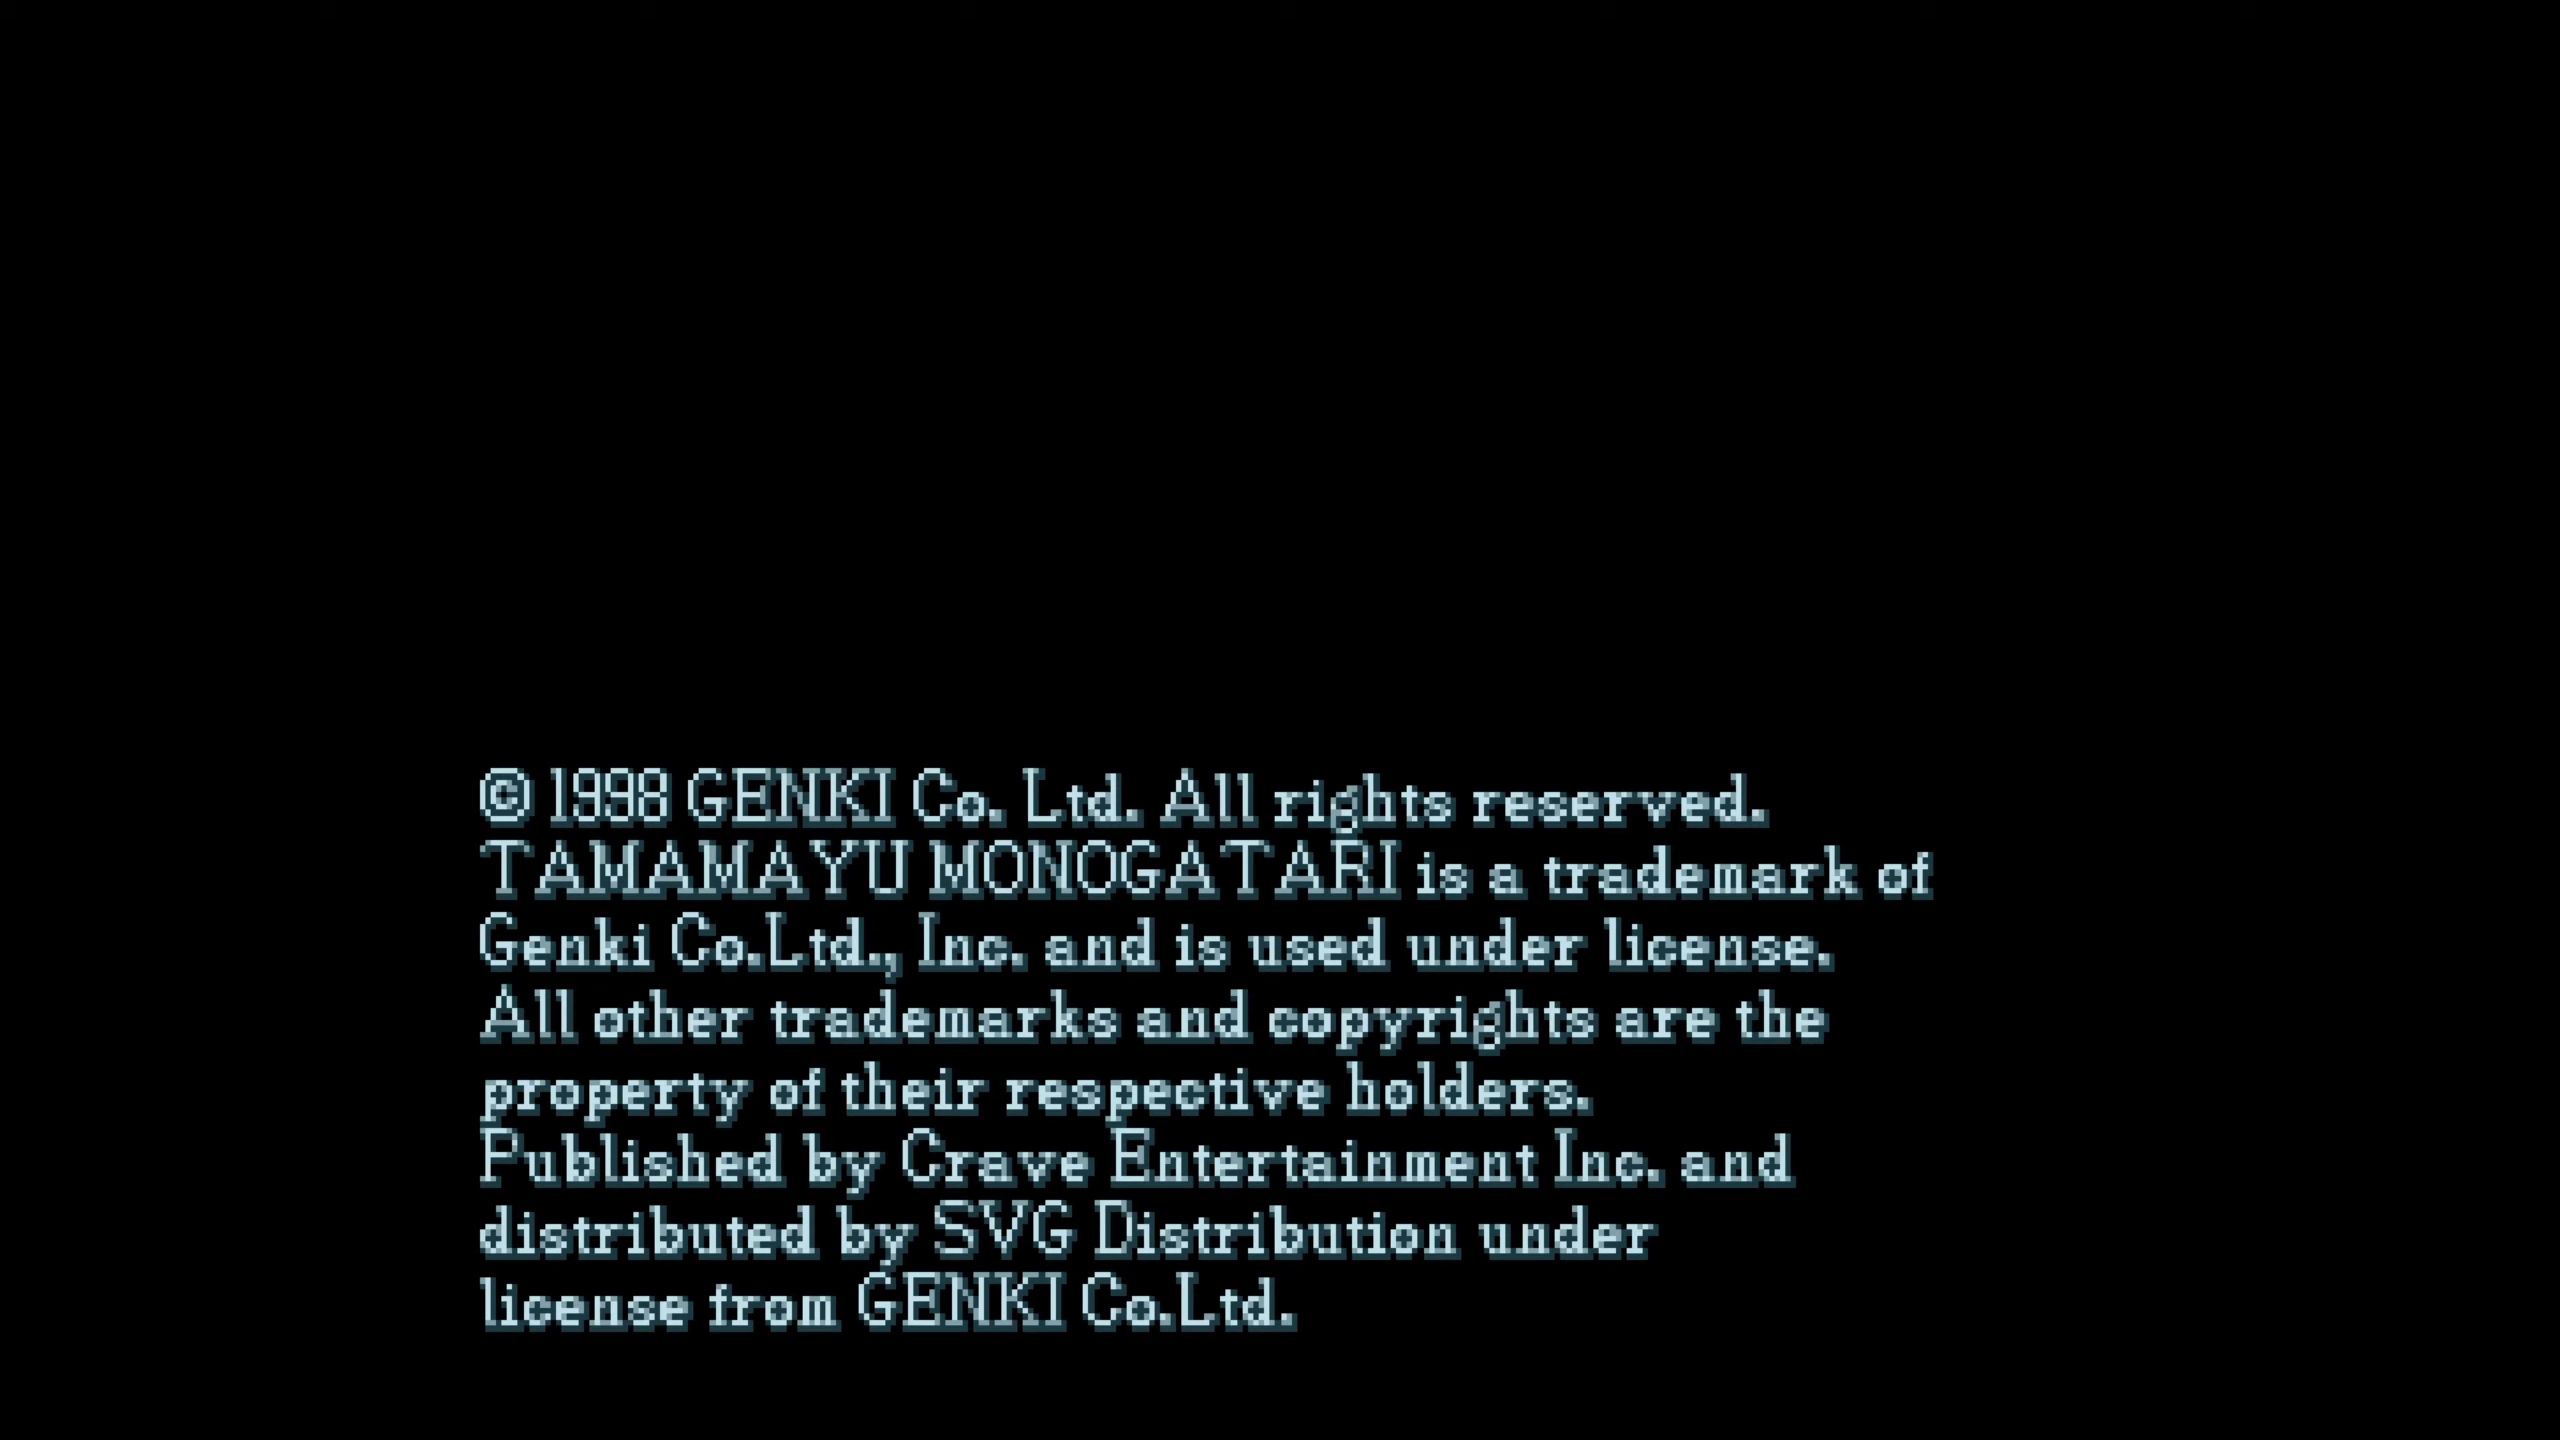 © 1998 GENKI Co. Ltd. All rights reserved.
TAMAMAYU MONOGATARI is a trademark of
Genki Co.Ltd., Inc. and is used under license.
All other trademarks and copyrights are the
property of their respective holders.
Published by Crave Entertainment Inc. and
distributed by SVG Distribution under
license from GENKI Co.Ltd.